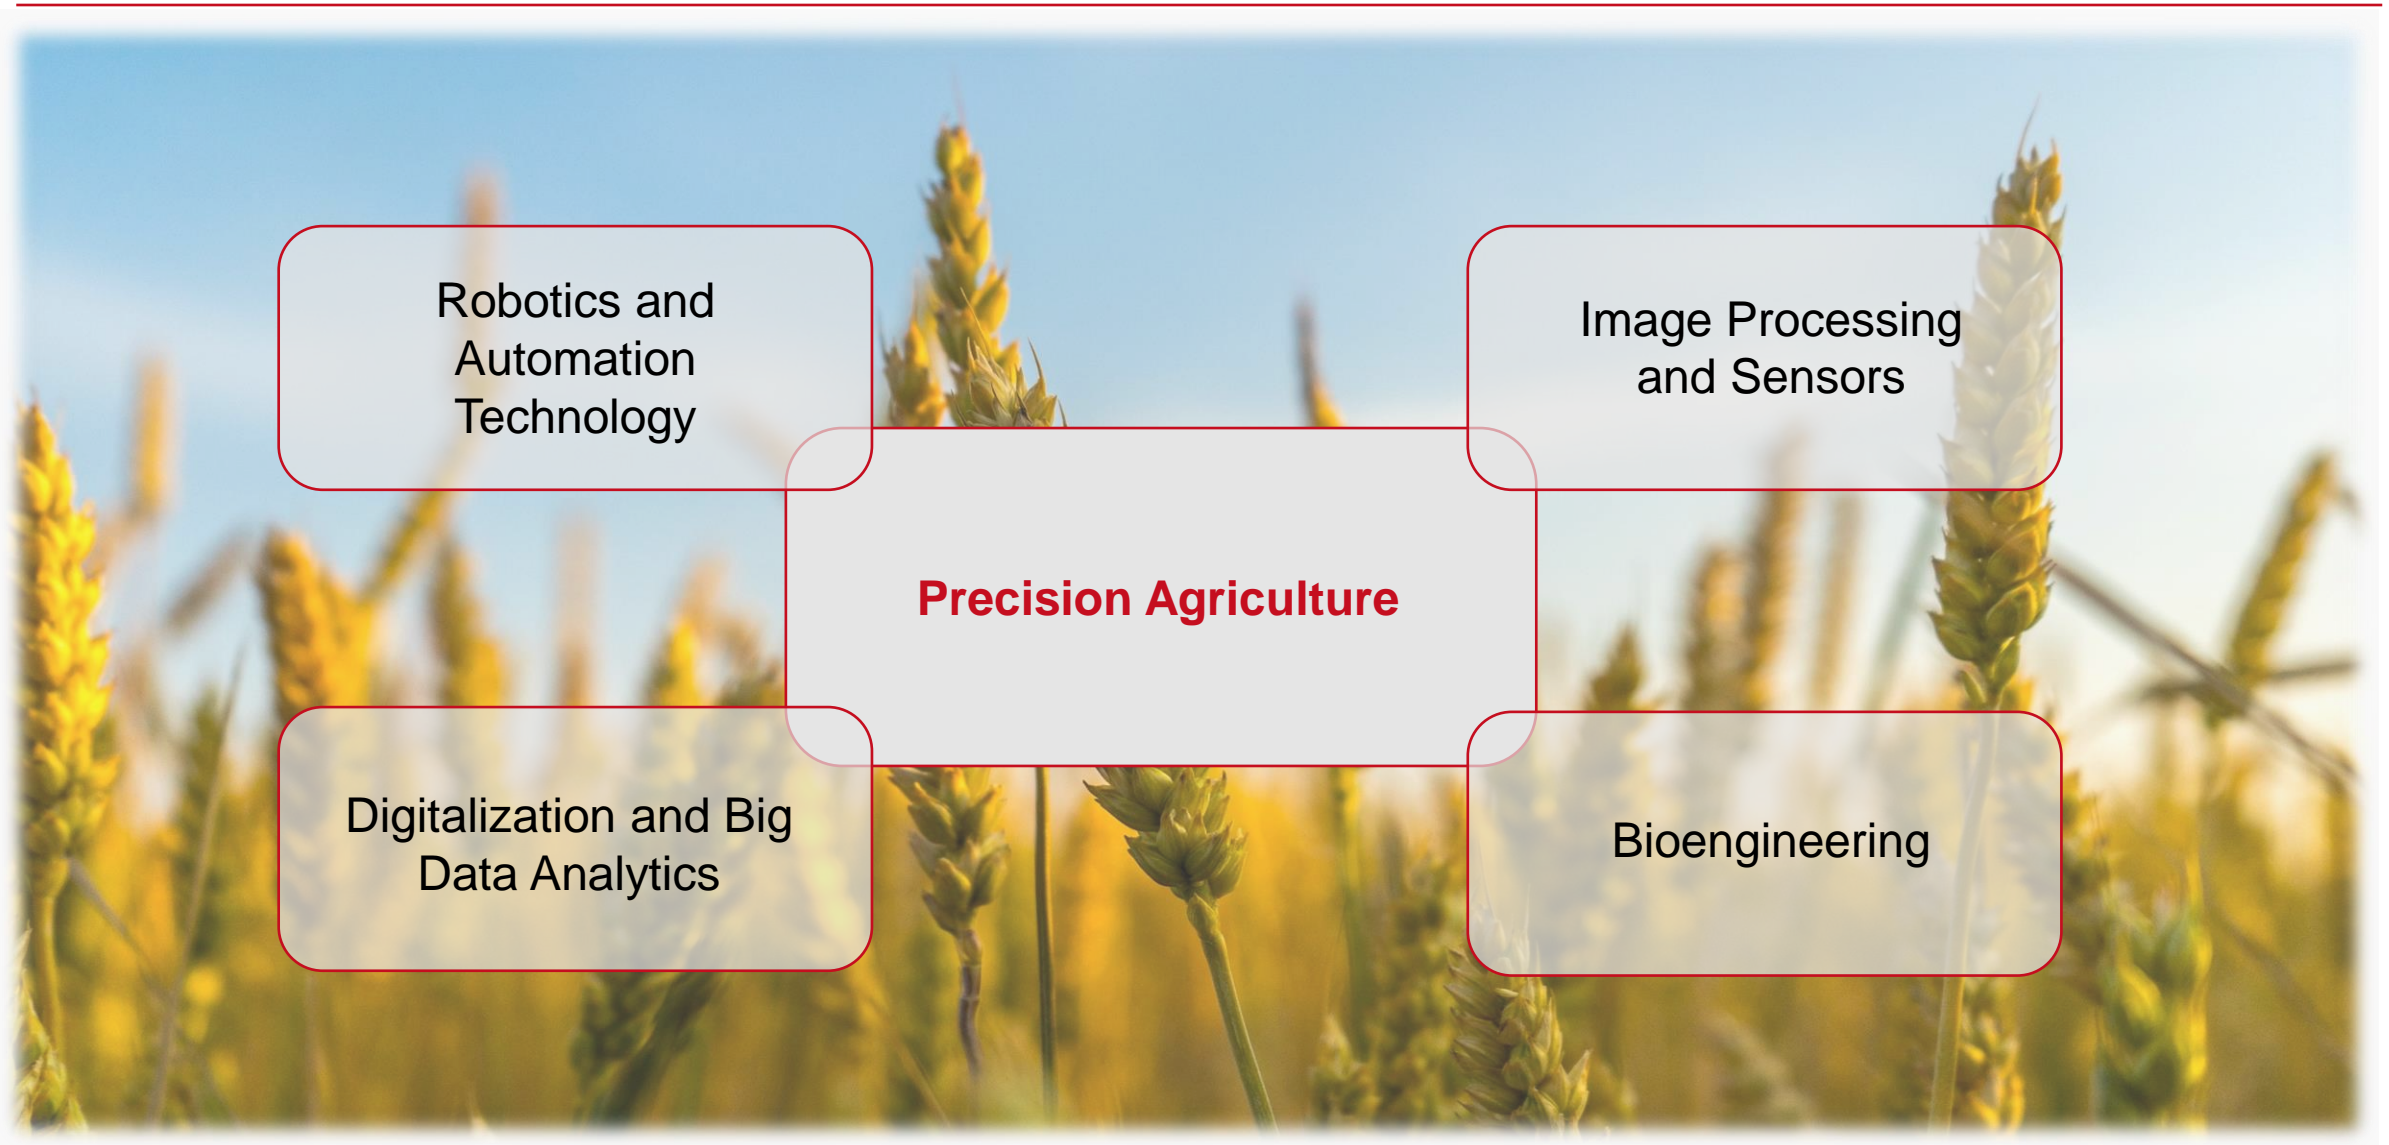 Robotics and
Automation
Technology
Image Processing
and Sensors
Precision Agriculture
Digitalization and Big
Data Analytics
Bioengineering